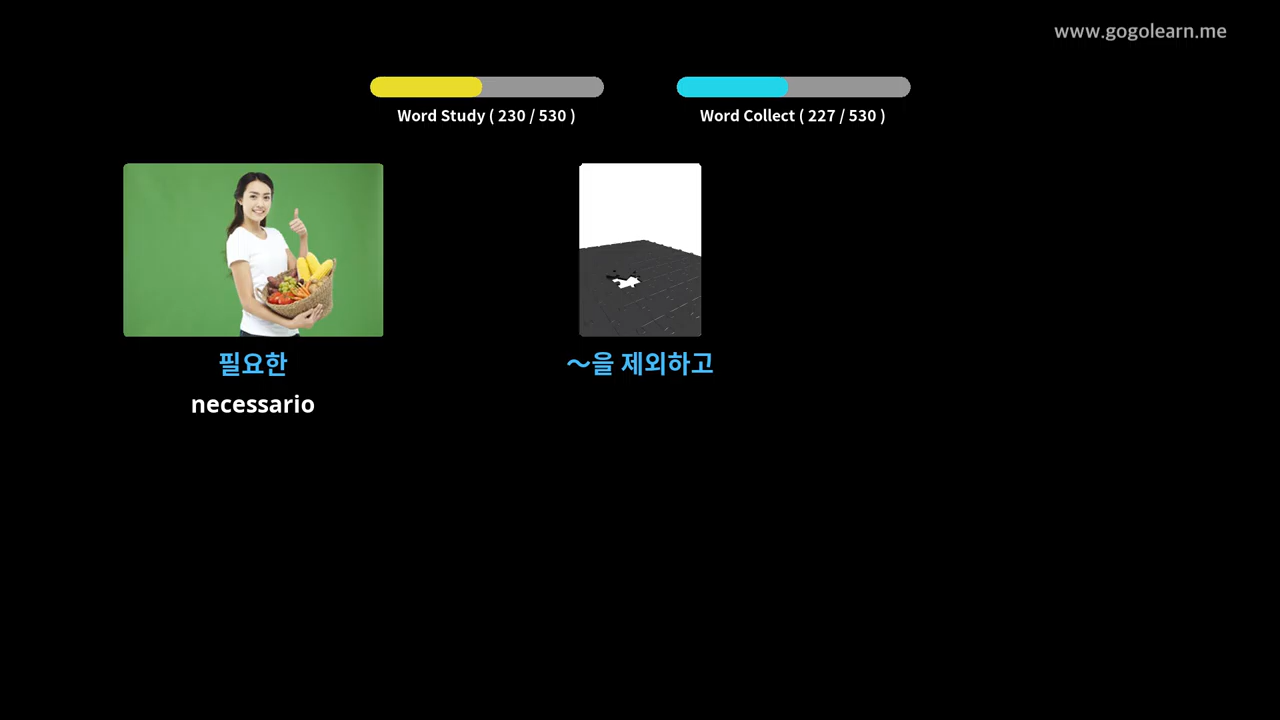 www.gogolearn.me
Word Study ( 230 / 530 )
Word Collect ( 227 / 530 )
필요한
～을 제외하고
necessario